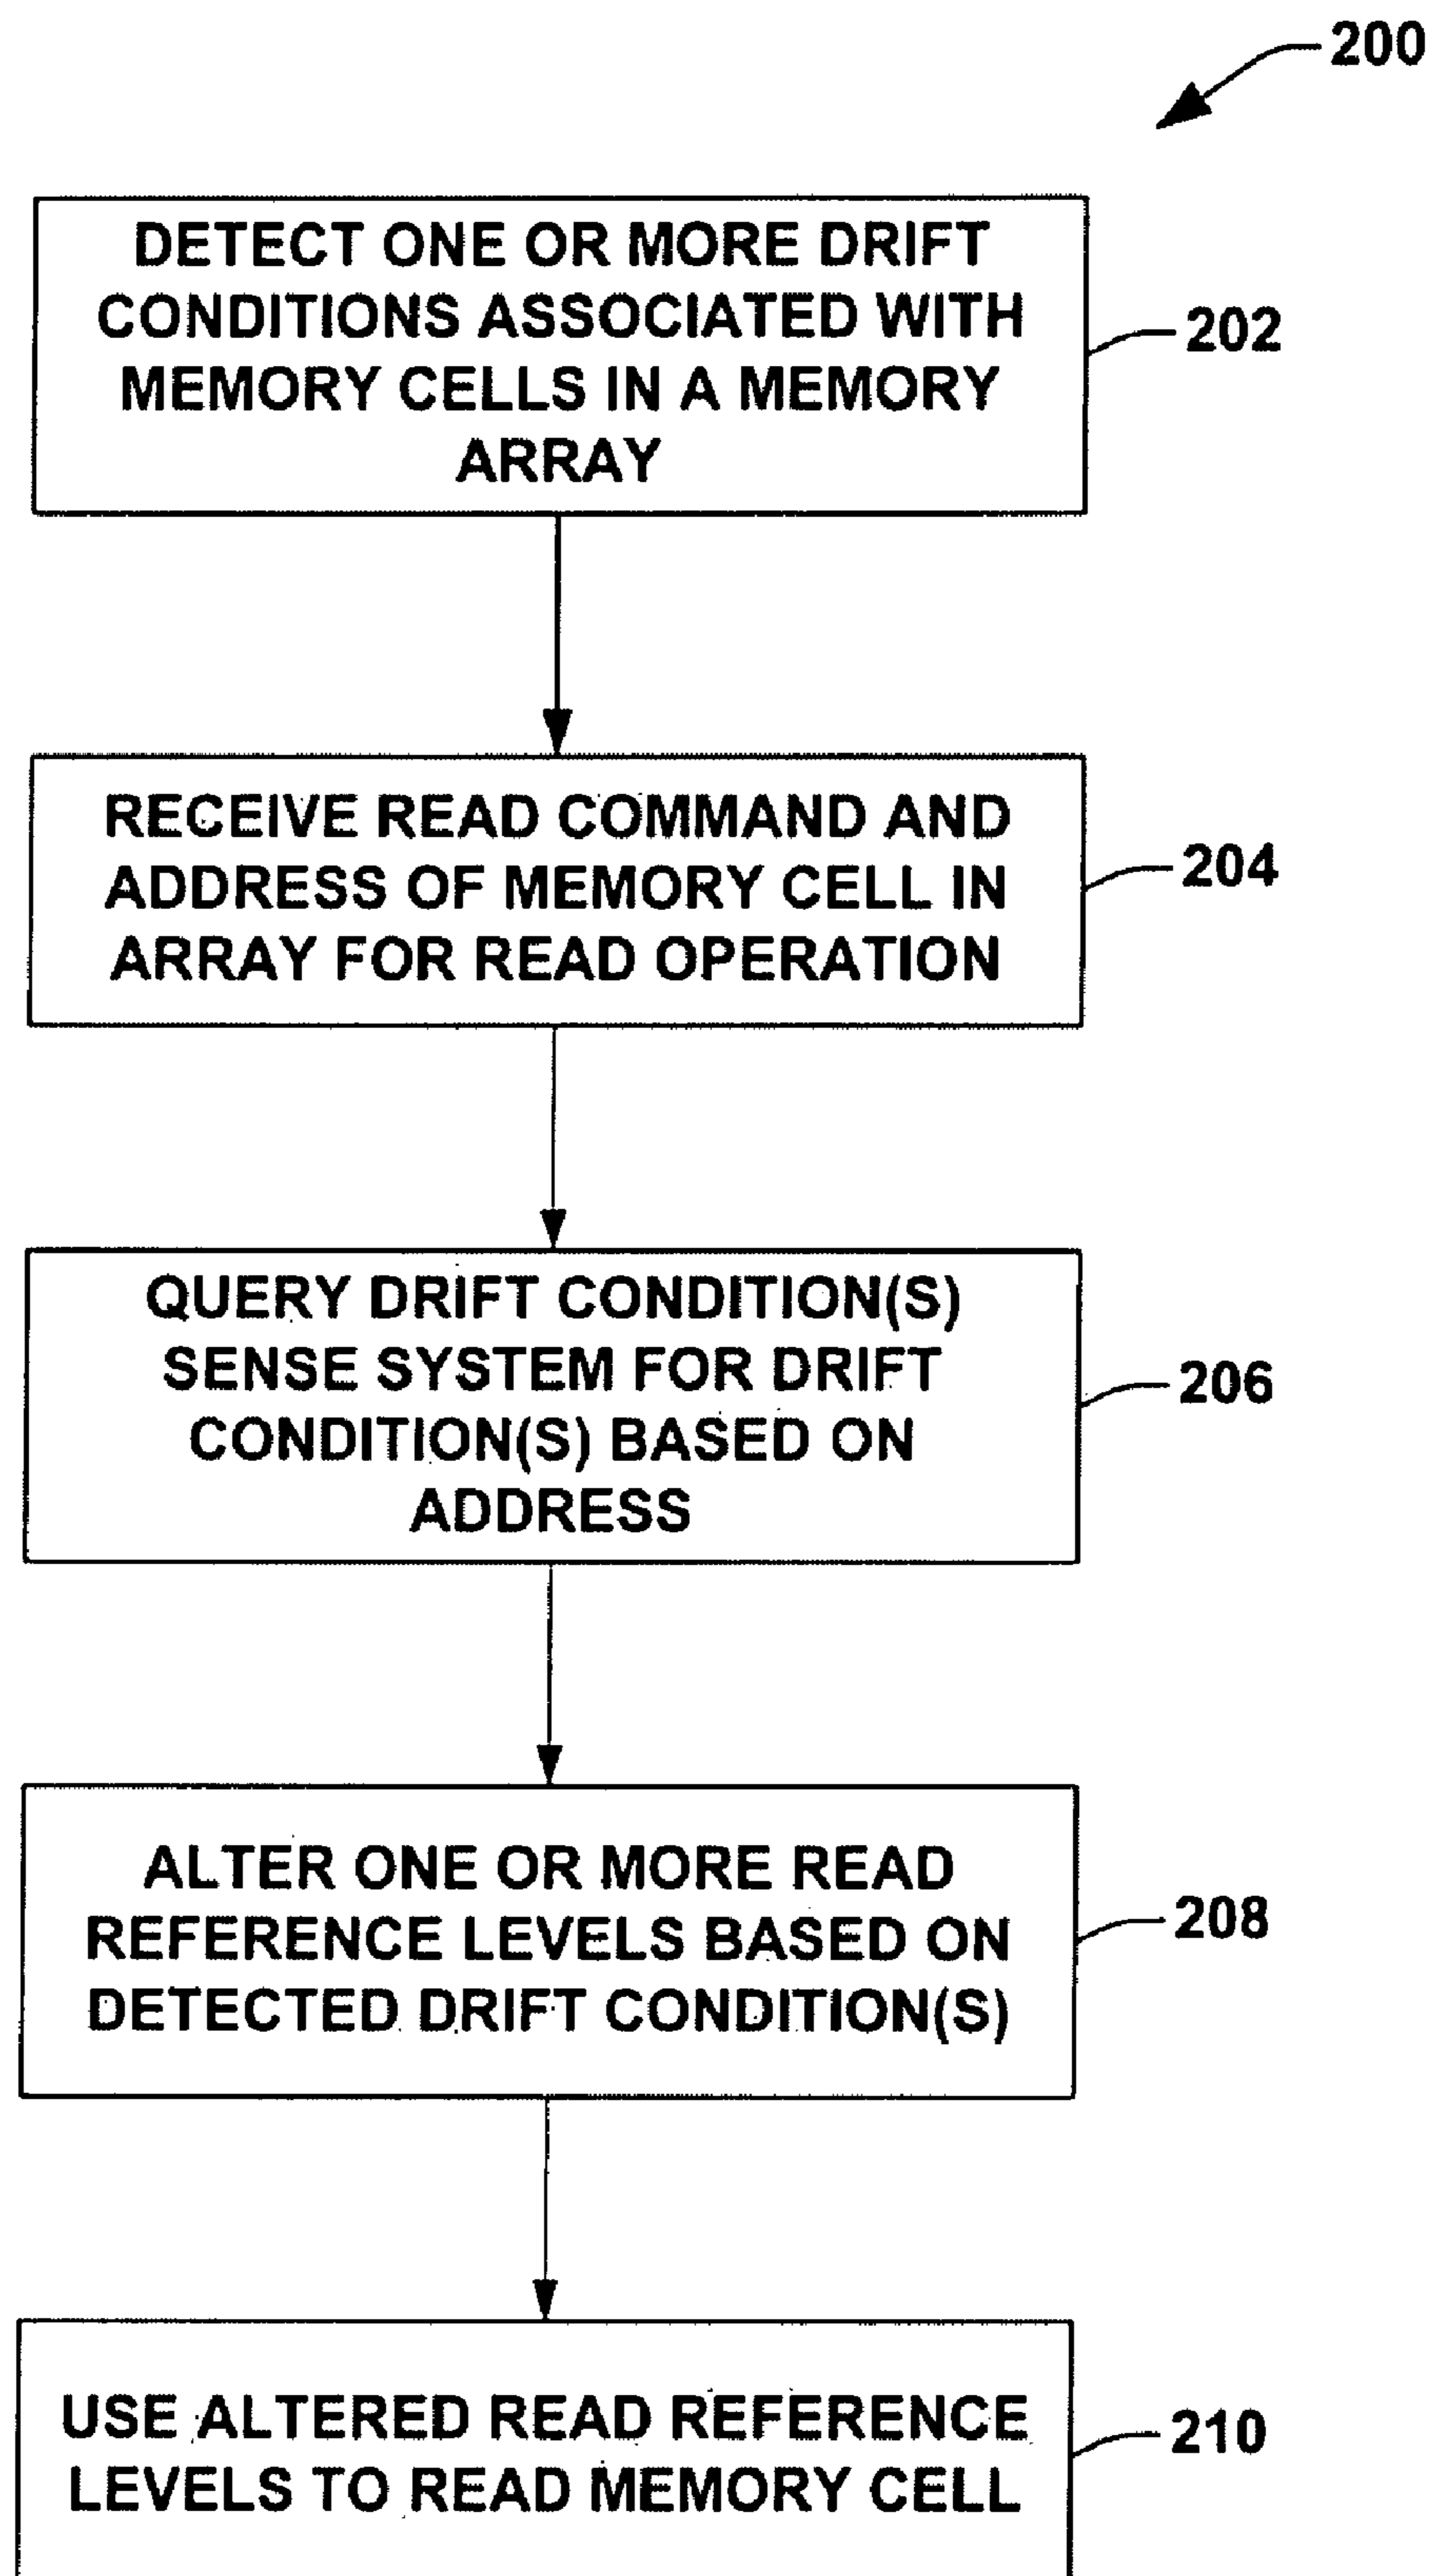 200
DETECT ONE OR MORE DRIFT
CONDITIONS ASSOCIATED WITH
MEMORY CELLS IN A MEMORY
ARRAY
202
RECEIVE READ COMMAND AND
ADDRESS OF MEMORY CELL IN
ARRAY FOR READ OPERATION
204
QUERY DRIFT CONDITION(S)
SENSE SYSTEM FOR DRIFT
CONDITION(S) BASED ON
ADDRESS
206
ALTER ONE OR MORE READ
REFERENCE LEVELS BASED ON
DETECTED DRIFT CONDITION(S)
208
USE ALTERED READ REFERENCE
LEVELS TO READ MEMORY CELL
210